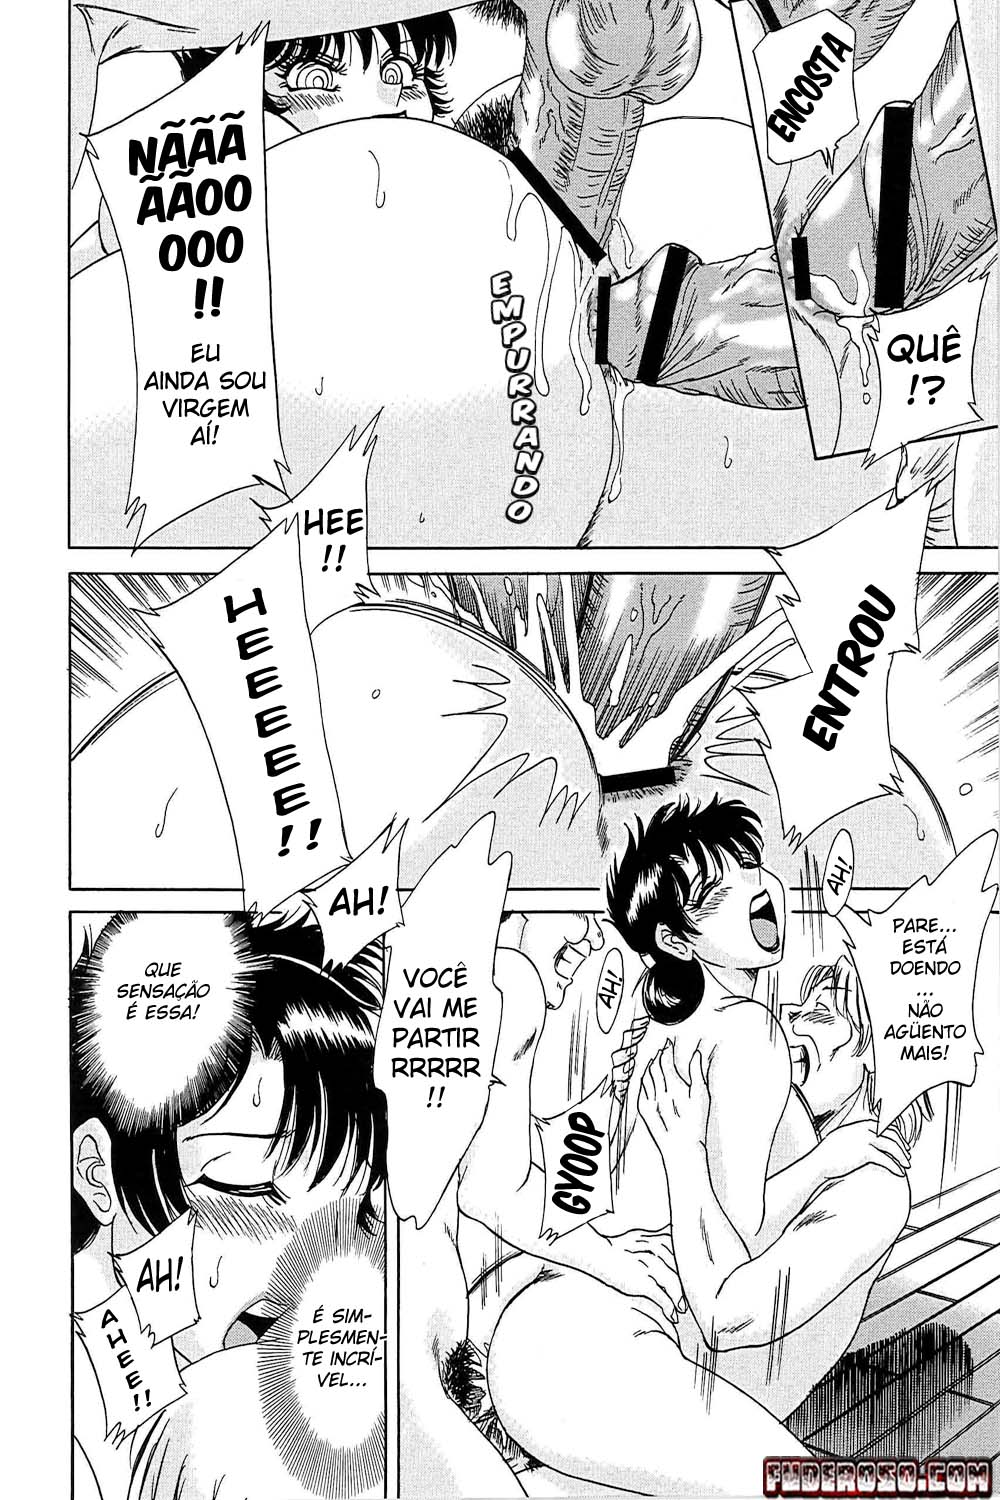 ENCOSTA
QUÊ
!?
NÃÃÃ
ÃÃOO
OOO
!!
EU
AINDA SOU
VIRGEM
AÍ!
EMPURRANDO
ENTROU
HEE
!!
HEEEEEE!!
AH!
PARE...
ESTÁ
DOENDO
...
NÃO
AGÜENTO
MAIS!
AH!
AH!
GYOOP
VOCÊ
VAI ME
PARTIR
RRRRR
!!
QUE
SENSAÇÃO
É ESSA!
É SIM-
PLESMEN-
TE INCRÍ-
VEL...
AH!
AHEE!!
FUDEROSO.COM